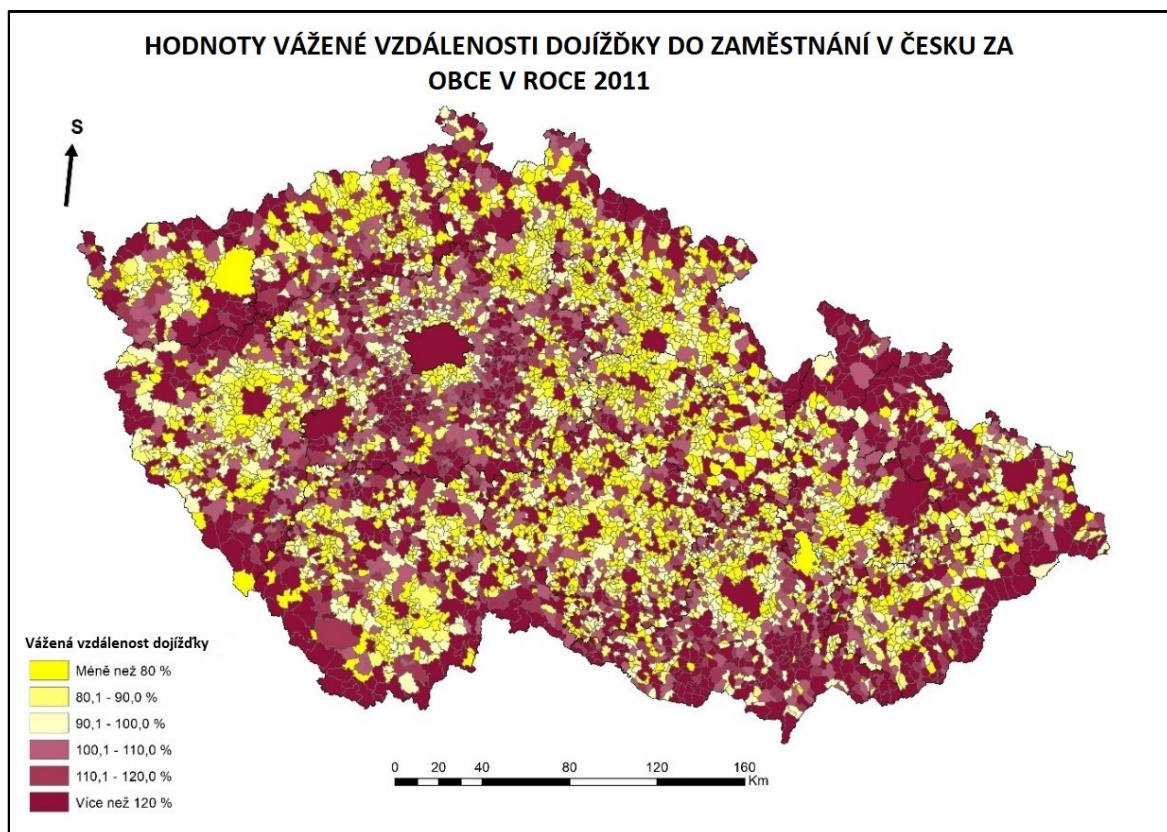 HODNOTY VÁŽENÉ VZDÁLENOSTI DOJÍŽĎKY DO ZAMĚSTNÁNÍ V ČESKU ZA
OBCE V ROCE 2011
S
Vážená vzdálenost dojížďky
Méně než 80 %
80,1 - 90,0 %
90,1 - 100,0 %
100,1 - 110,0 %
110,1 - 120,0 %
Více než 120 %
0 20 40 80 120 160
Km